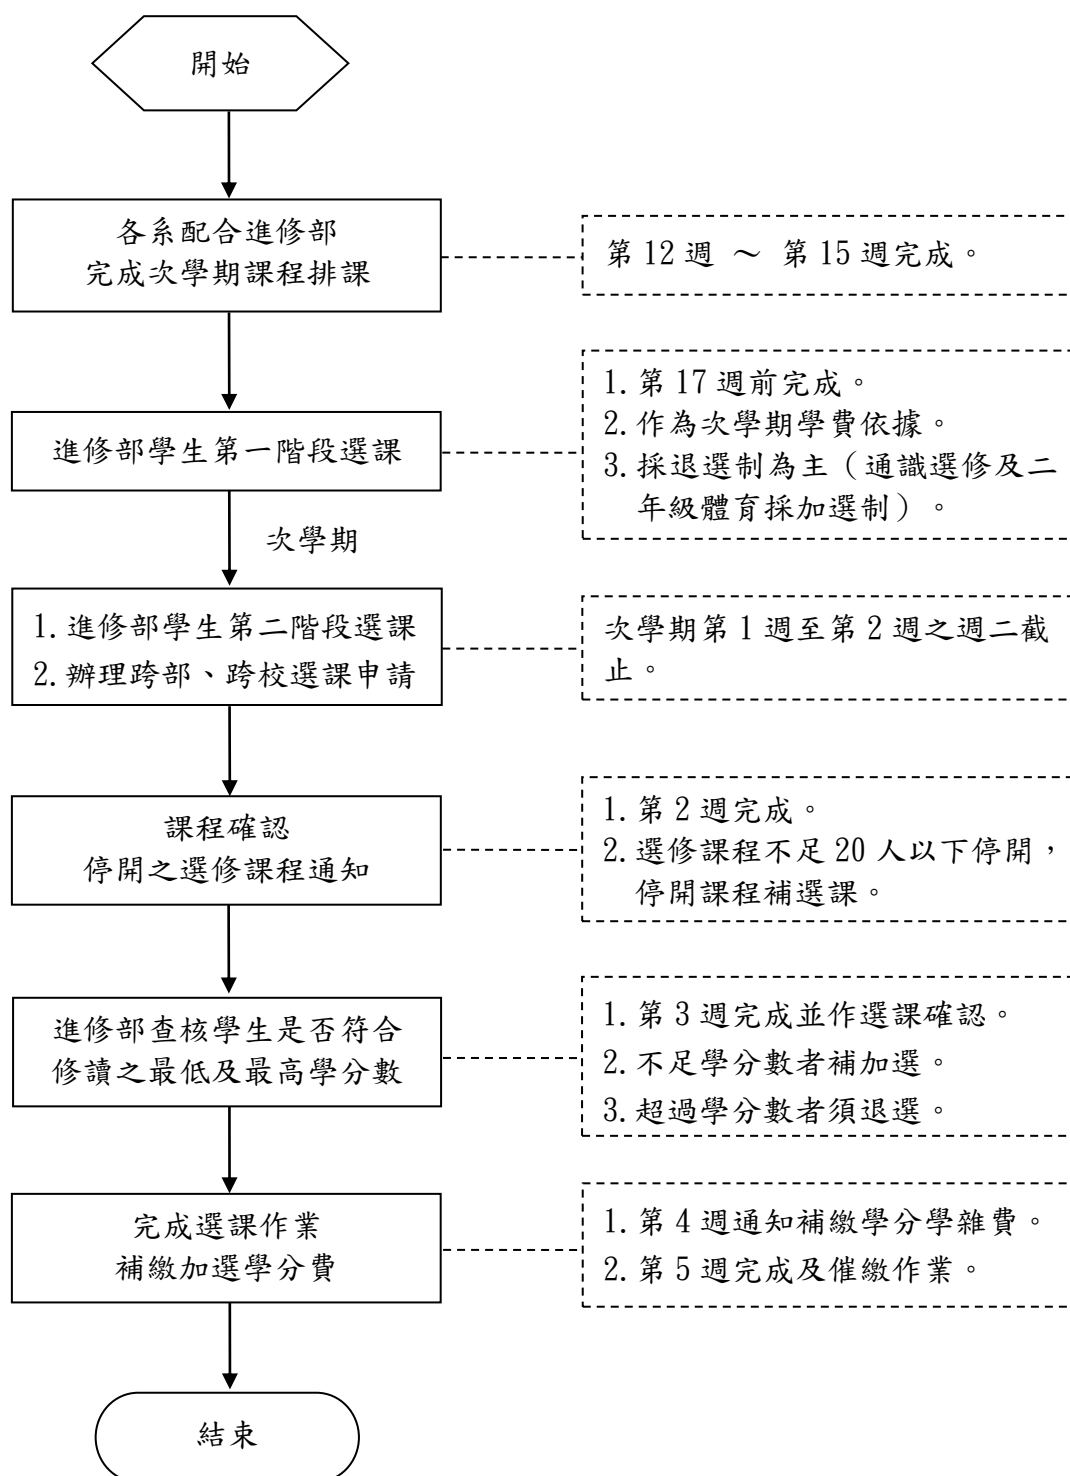 開始
各系配合進修部
完成次學期課程排課
第 12 週 ～ 第 15 週完成。
進修部學生第一階段選課
1. 第 17 週前完成。
2. 作為次學期學費依據。
3. 採退選制為主（通識選修及二
年級體育採加選制）。
次學期
1. 進修部學生第二階段選課
2. 辦理跨部、跨校選課申請
次學期第 1 週至第 2 週之週二截
止。
課程確認
停開之選修課程通知
1. 第 2 週完成。
2. 選修課程不足 20 人以下停開，
停開課程補選課。
進修部查核學生是否符合
修讀之最低及最高學分數
1. 第 3 週完成並作選課確認。
2. 不足學分數者補加選。
3. 超過學分數者須退選。
完成選課作業
補繳加選學分費
1. 第 4 週通知補繳學分學雜費。
2. 第 5 週完成及催繳作業。
結束